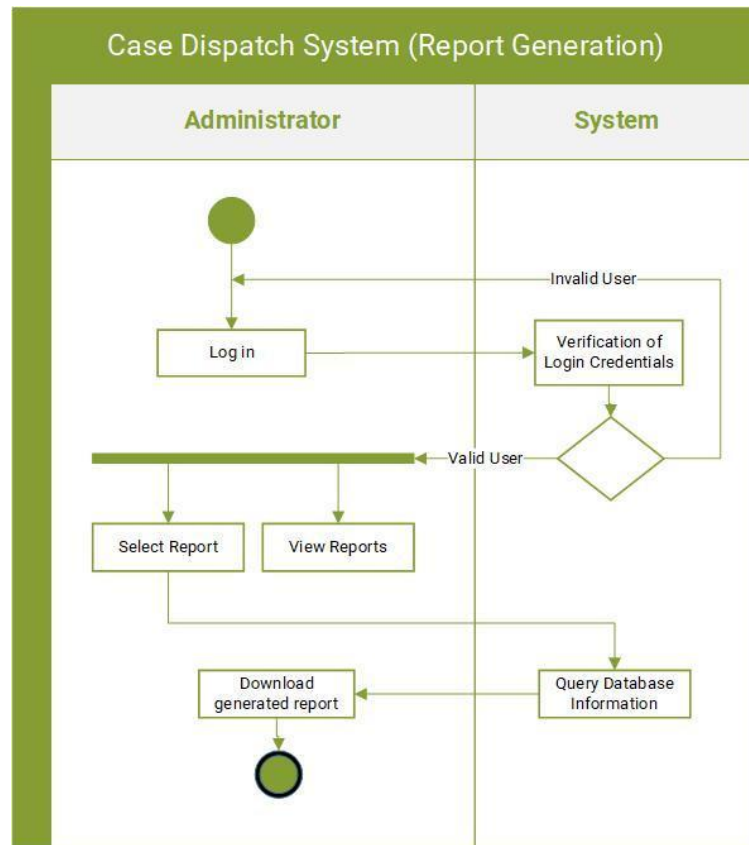 Case Dispatch System (Report Generation)
Administrator
System
Invalid User
Log in
Verification of
Login Credentials
Valid User
Select Report
View Reports
Download
generated report
Query Database
Information